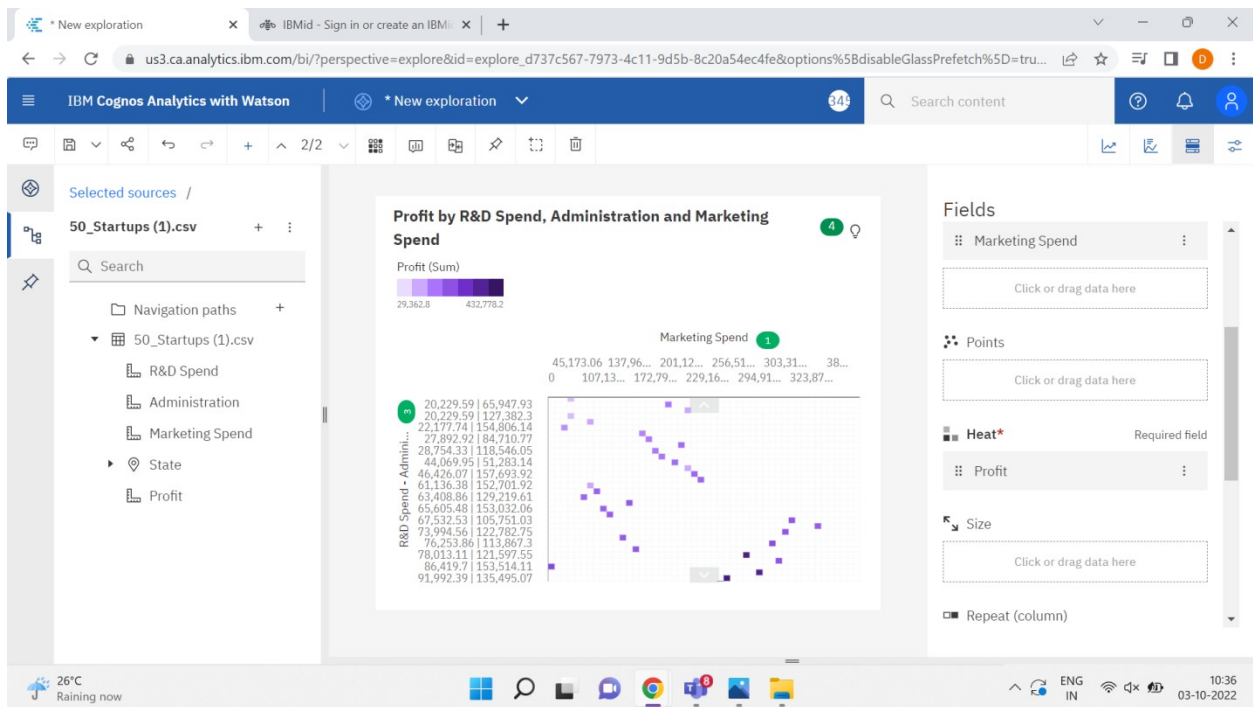 * New exploration
IBMid - Sign in or create an IBMi
us3.ca.analytics.ibm.com/bi/?perspective=explore&id=explore_d737c567-7973-4c11-9d5b-8c20a54ec4fe&options%5BdisableGlassPrefetch%5D=tru...
D
IBM Cognos Analytics with Watson
* New exploration
Search content
2/2
Selected sources /
50_Startups (1).csv
Search
Navigation paths
50_Startups (1).csv
R&D Spend
Administration
Marketing Spend
State
Profit
Profit by R&D Spend, Administration and Marketing
Spend
4
Profit (Sum)
29,362.8 432,778.2
Marketing Spend 1
45,173.06 137,96... 201,12... 256,51... 303,31... 38...
0 107,13... 172,79... 229,16... 294,91... 323,87...
3
R&D Spend - Admini...
20,229.59 | 65,947.93
20,229.59 | 127,382.3
22,177.74 | 154,806.14
27,892.92 | 84,710.77
28,754.33 | 118,546.05
44,069.95 | 51,283.14
46,426.07 | 157,693.92
61,136.38 | 152,701.92
63,408.86 | 129,219.61
65,605.48 | 153,032.06
67,532.53 | 105,751.03
73,994.56 | 122,782.75
76,253.86 | 113,867.3
78,013.11 | 121,597.55
86,419.7 | 153,514.11
91,992.39 | 135,495.07
Fields
Marketing Spend
Click or drag data here
Points
Click or drag data here
Heat* Required field
Profit
Size
Click or drag data here
Repeat (column)
26°C
Raining now
8
ENG
IN
10:36
03-10-2022